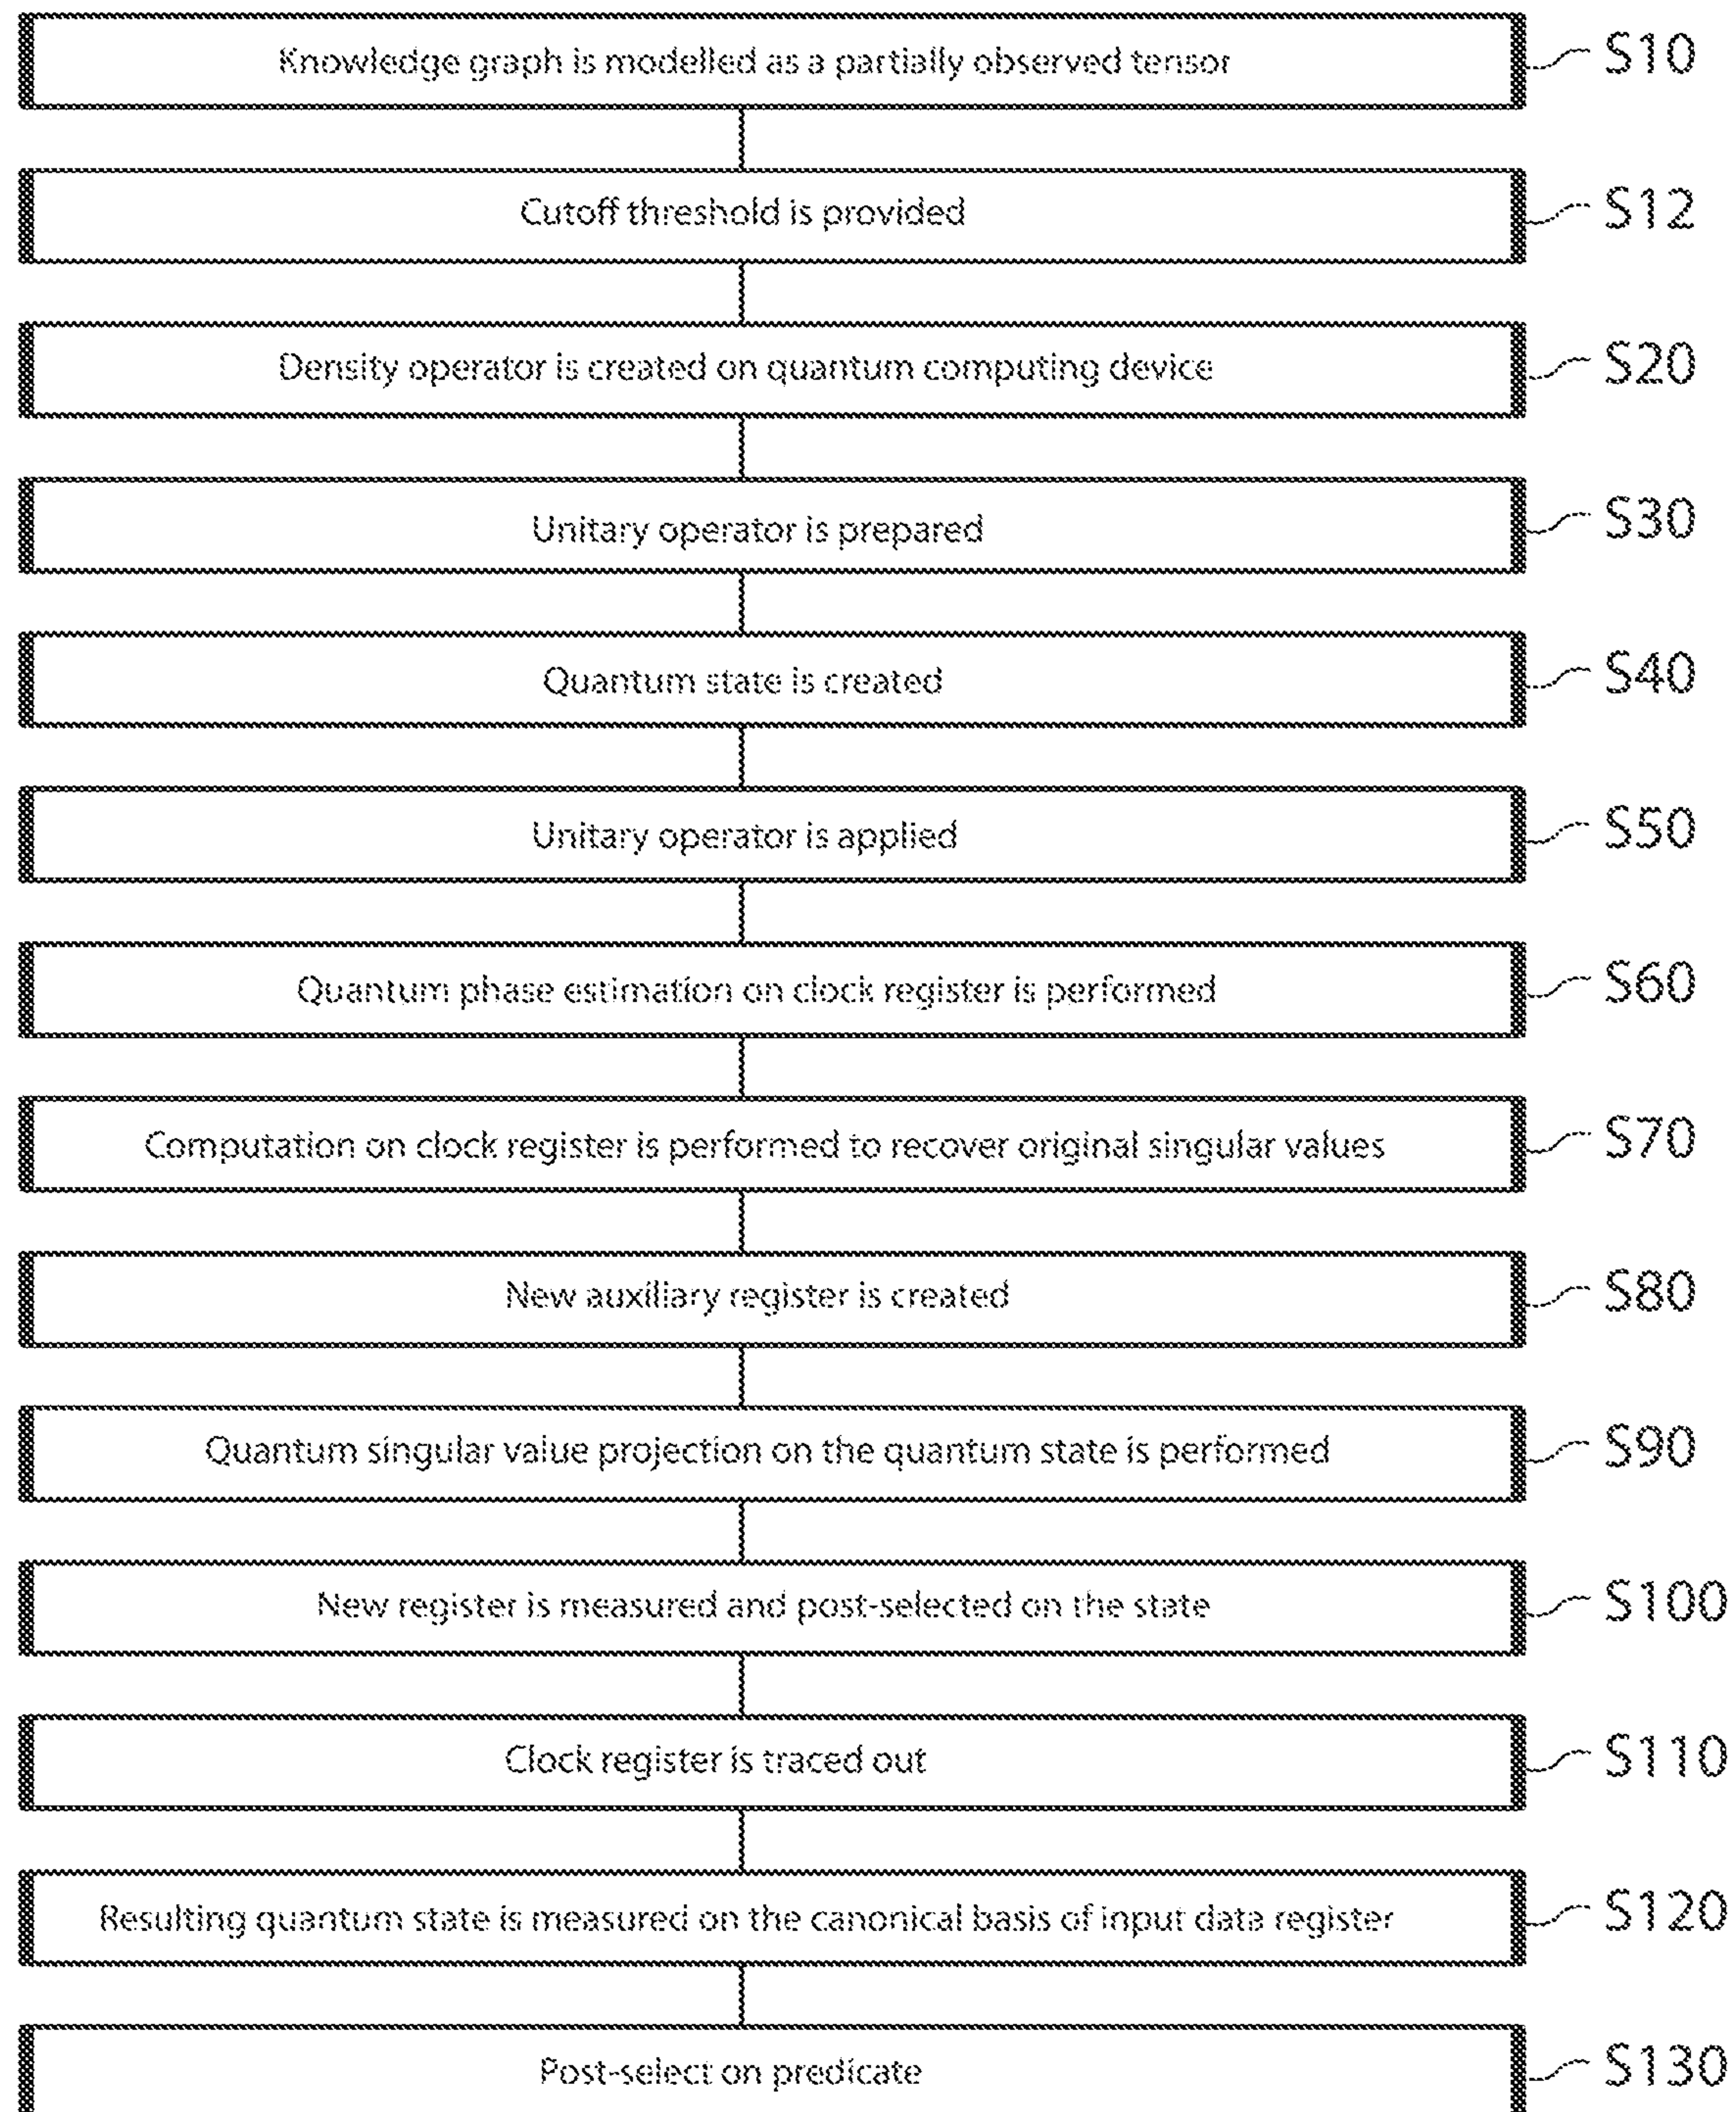 Knowledge graph is modelled as a partially observed tensor S10
Cutoff threshold is provided S12
Density operator is created on quantum computing device S20
Unitary operator is prepared S30
Quantum state is created S40
Unitary operator is applied S50
Quantum phase estimation on clock register is performed S60
Computation on clock register is performed to recover original singular values S70
New auxiliary register is created S80
Quantum singular value projection on the quantum state is performed S90
New register is measured and post-selected on the state S100
Clock register is traced out S110
Resulting quantum state is measured on the canonical basis of input data register S120
Post-select on predicate S130